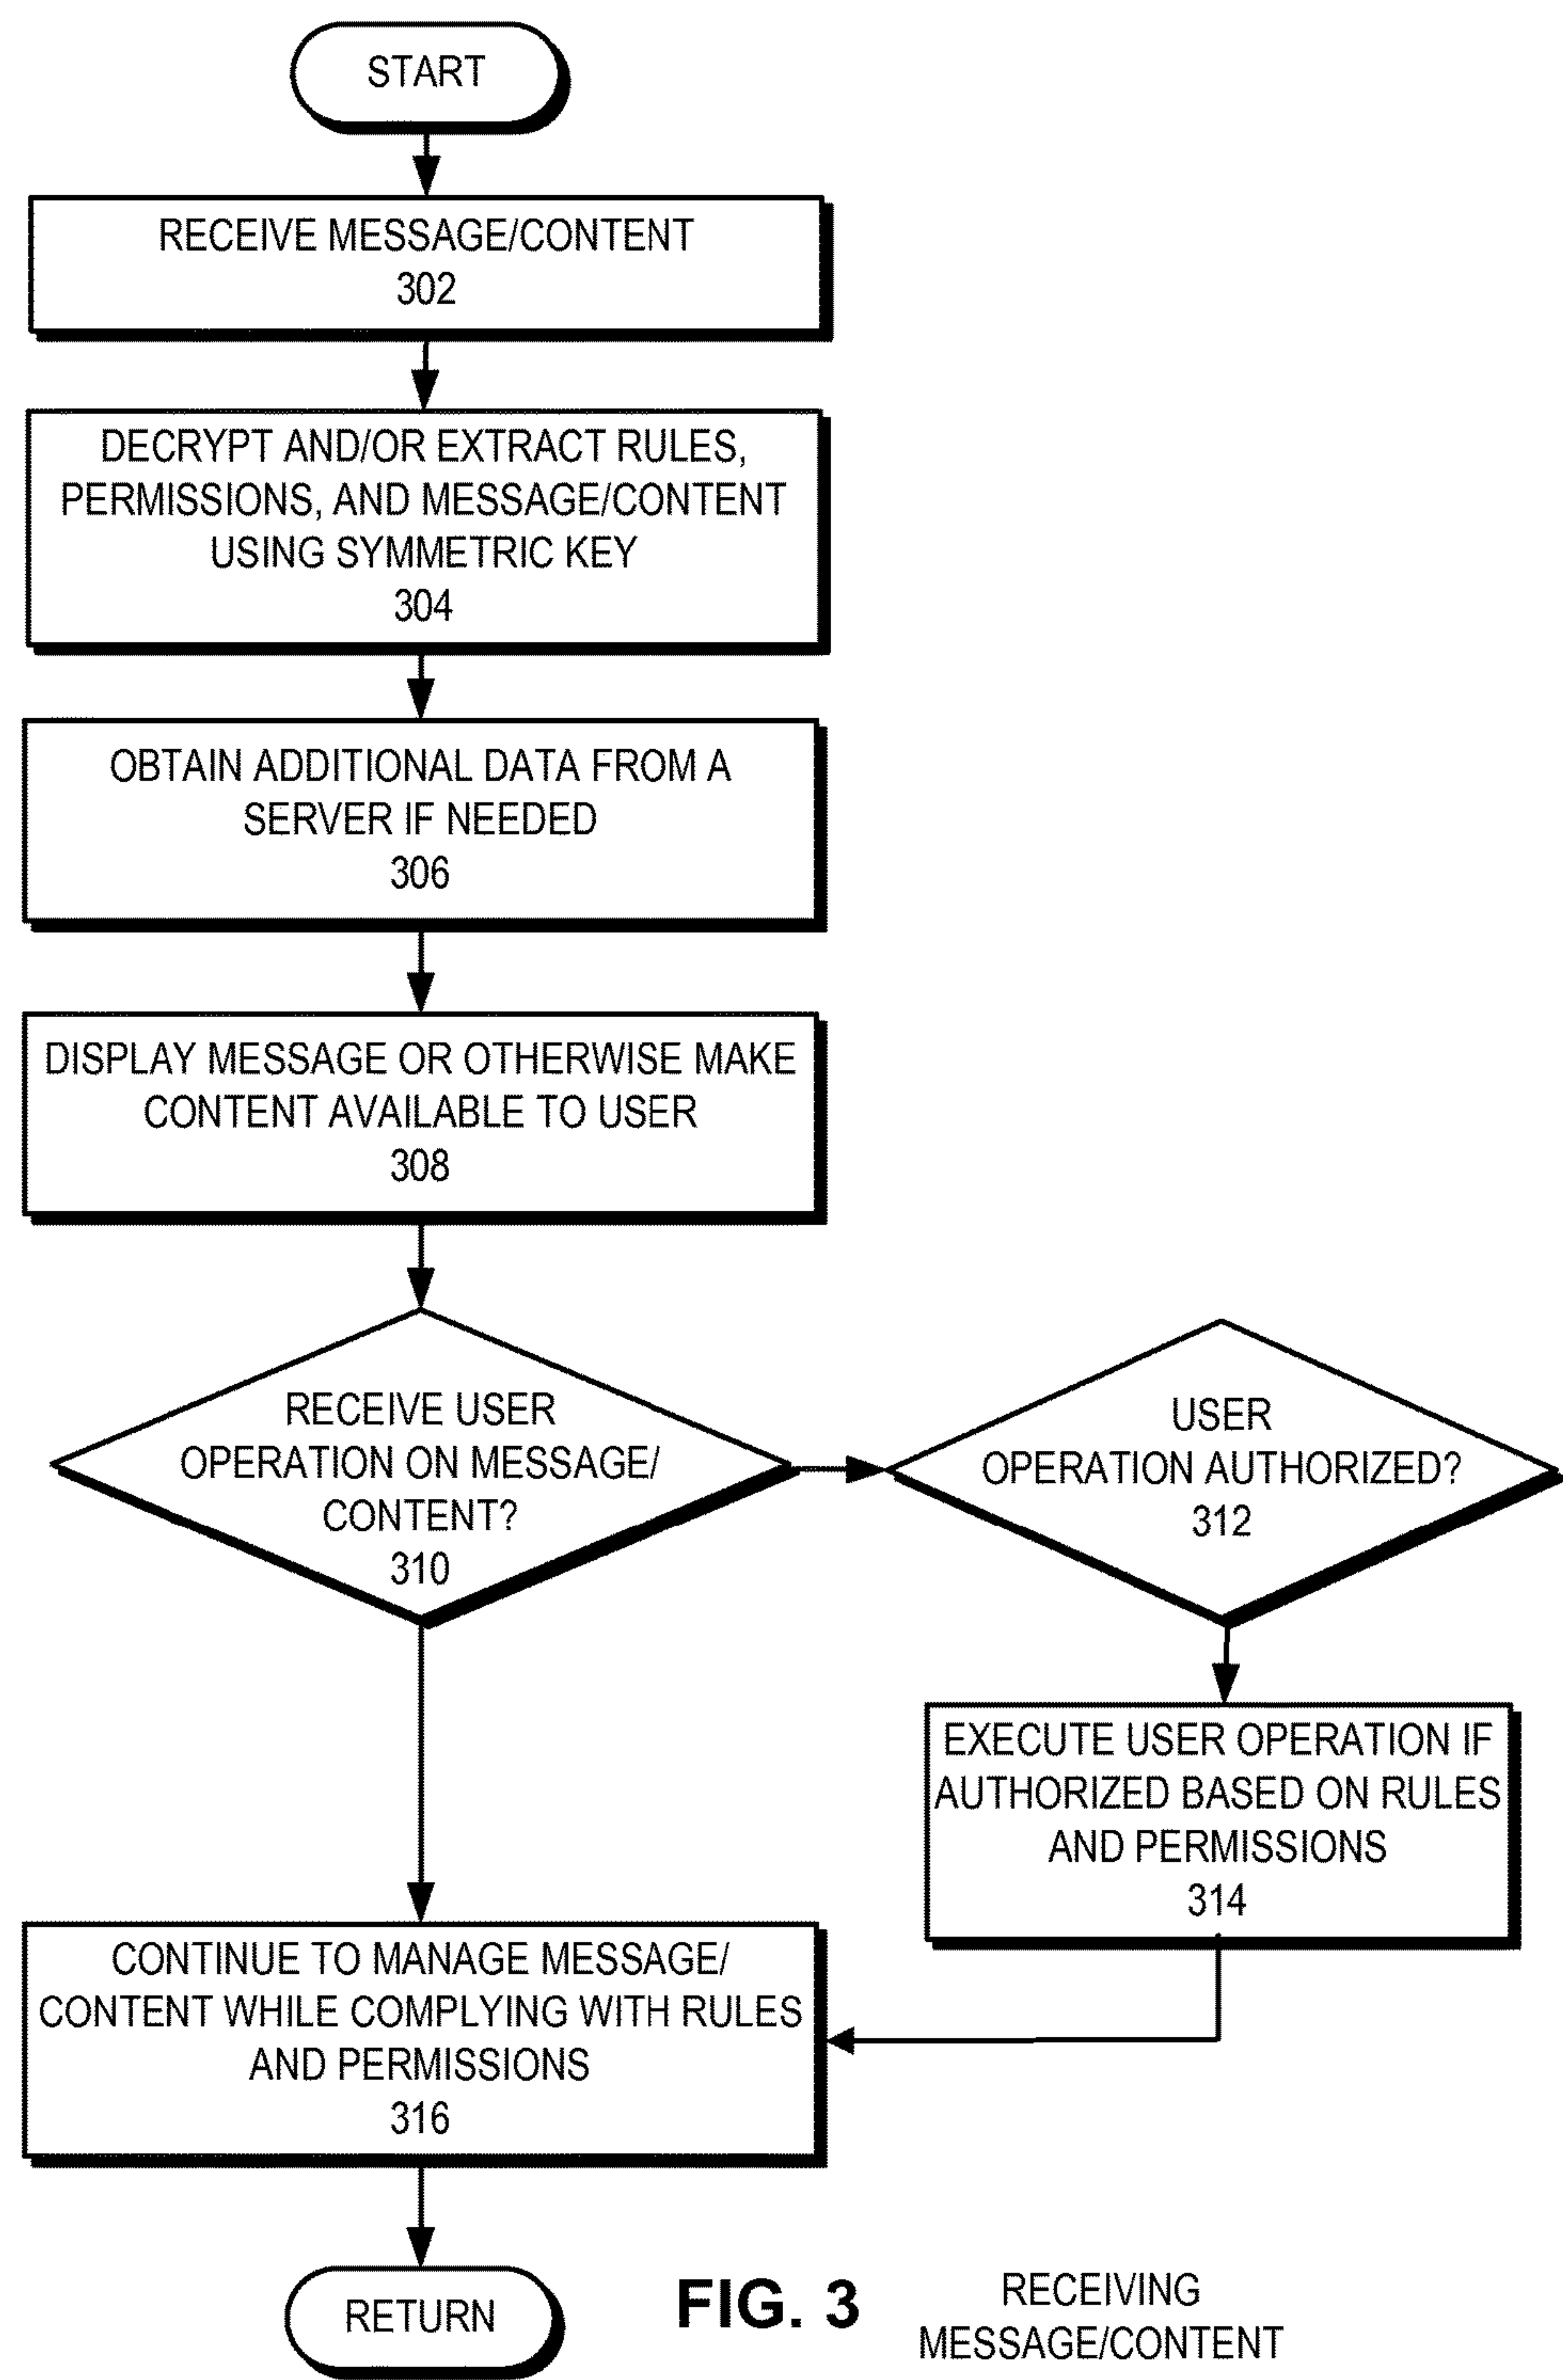 START
RECEIVE MESSAGE/CONTENT
302
DECRYPT AND/OR EXTRACT RULES,
PERMISSIONS, AND MESSAGE/CONTENT
USING SYMMETRIC KEY
304
OBTAIN ADDITIONAL DATA FROM A
SERVER IF NEEDED
306
DISPLAY MESSAGE OR OTHERWISE MAKE
CONTENT AVAILABLE TO USER
308
RECEIVE USER
OPERATION ON MESSAGE/
CONTENT?
310
USER
OPERATION AUTHORIZED?
312
EXECUTE USER OPERATION IF
AUTHORIZED BASED ON RULES
AND PERMISSIONS
314
CONTINUE TO MANAGE MESSAGE/
CONTENT WHILE COMPLYING WITH RULES
AND PERMISSIONS
316
RETURN
FIG. 3
RECEIVING
MESSAGE/CONTENT